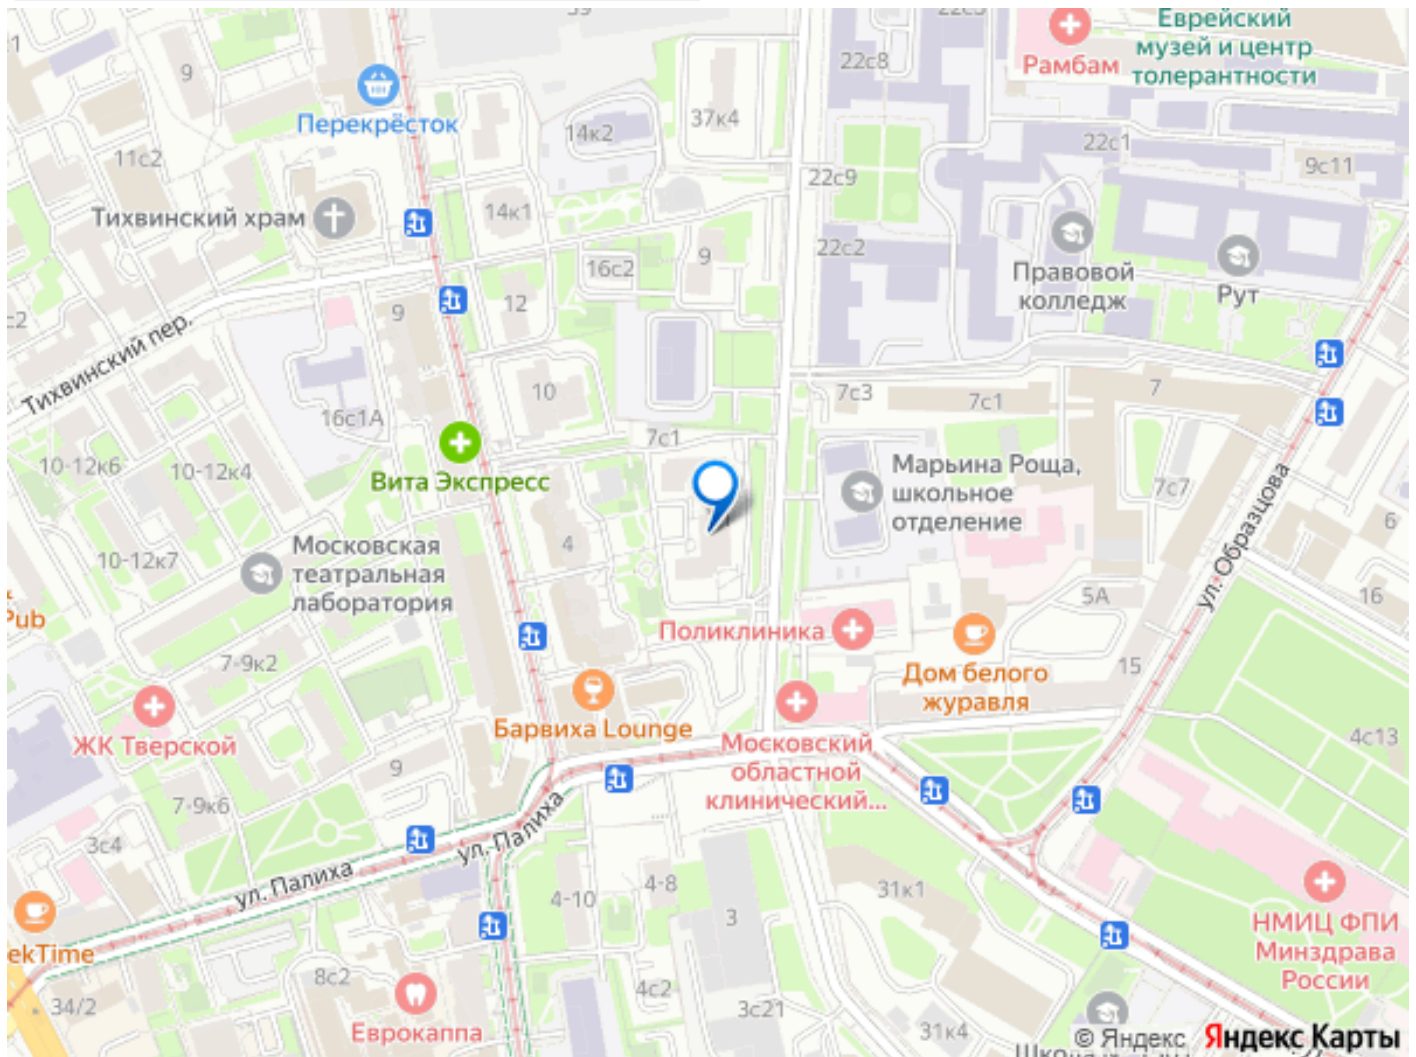 39
22с5
Еврейский
музей и центр
толерантности
Рамбам
22с8
9
Перекрёсток
14к2
37к4
22с1
11с2
9с11
22с9
Тихвинский храм
14к1
Правовой
колледж
22с2
9
16с2
Рут
12
9
Тихвинский пер.
10
7с3
7с1
7
16с1А
7с1
10-12к6
10-12к4
Вита Экспресс
Марьина Роща,
школьное
отделение
7с7
6
ул. Образцова
Московская
театральная
лаборатория
4
10-12к7
5А
16
Pub
Поликлиника
7-9к2
Дом белого
журавля
15
Барвиха Lounge
ЖК Тверской
Московский
областной
клинический...
4с13
9
7-9к6
3с4
ул. Палиха
ул. Палиха
4-10
4-8
31к1
3
НМИЦ ФПИ
Минздрава
России
ekTime
8с2
34/2
4с2
3с21
Еврокаппа
31к4
© Яндекс Яндекс Карты